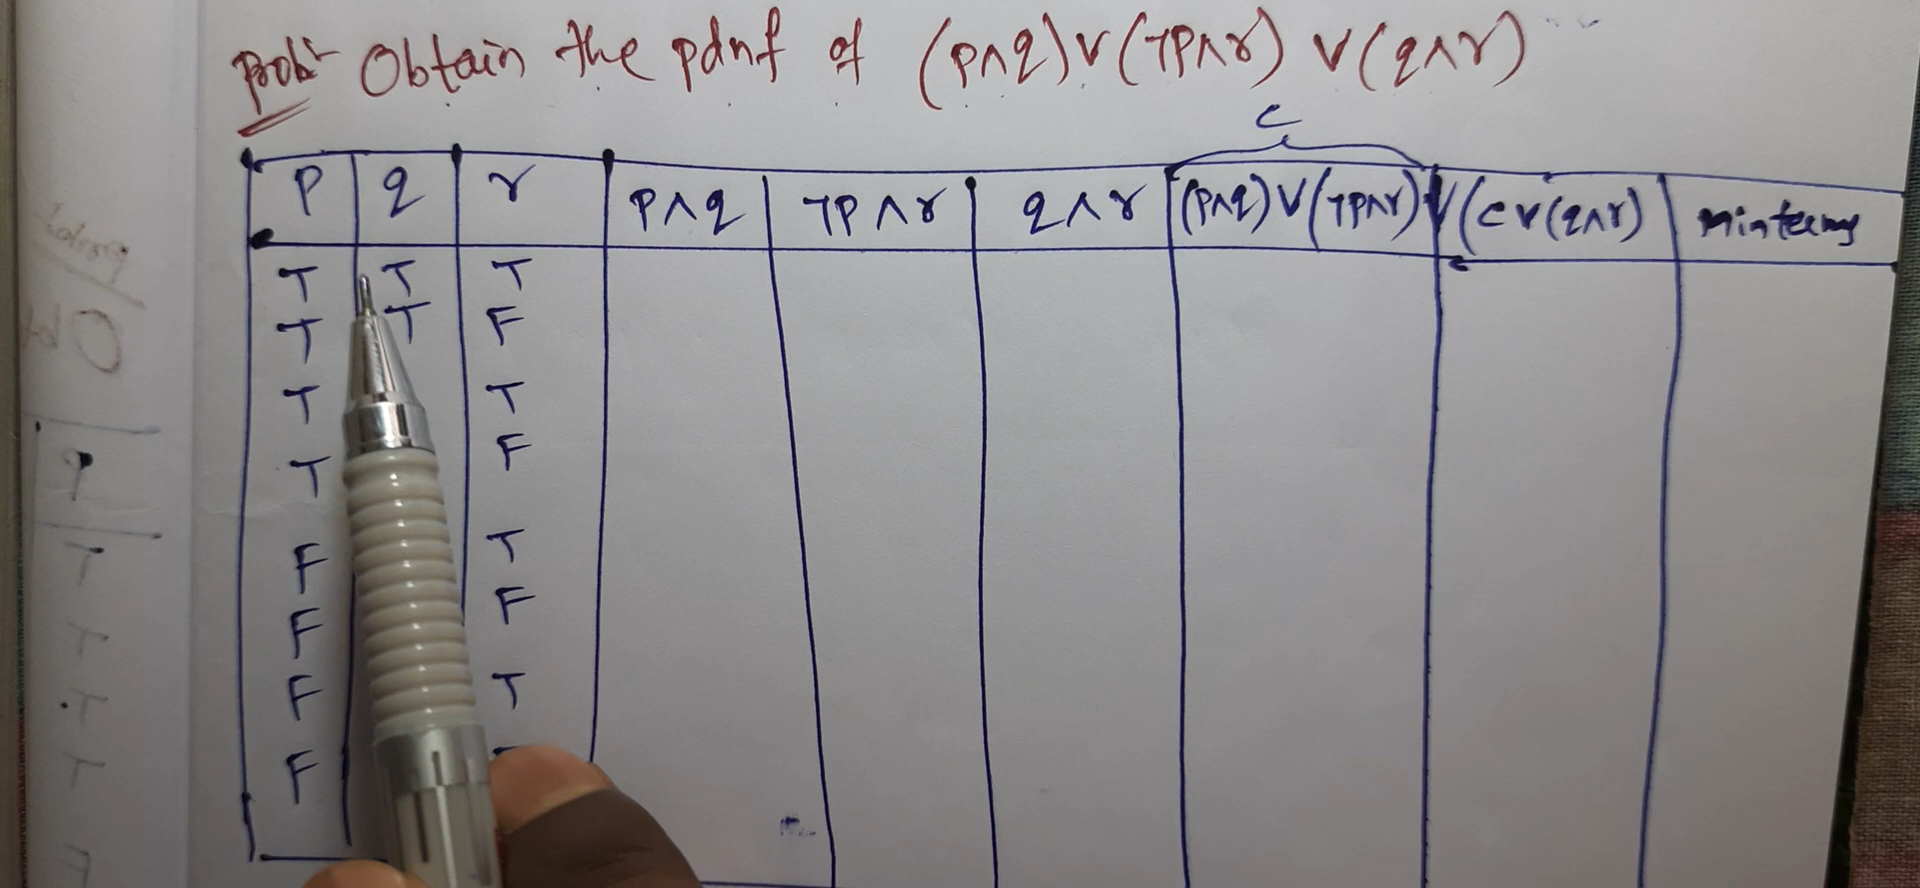 Prob:- Obtain the pdnf of (p∧q)∨(¬p∧r)∨(q∧r)
C
P q r p∧q ¬p∧r q∧r (p∧q)∨(¬p∧r) (C∨(q∧r) Minterms
T T T
T T F
T T
T F
F T
F F
F T
F